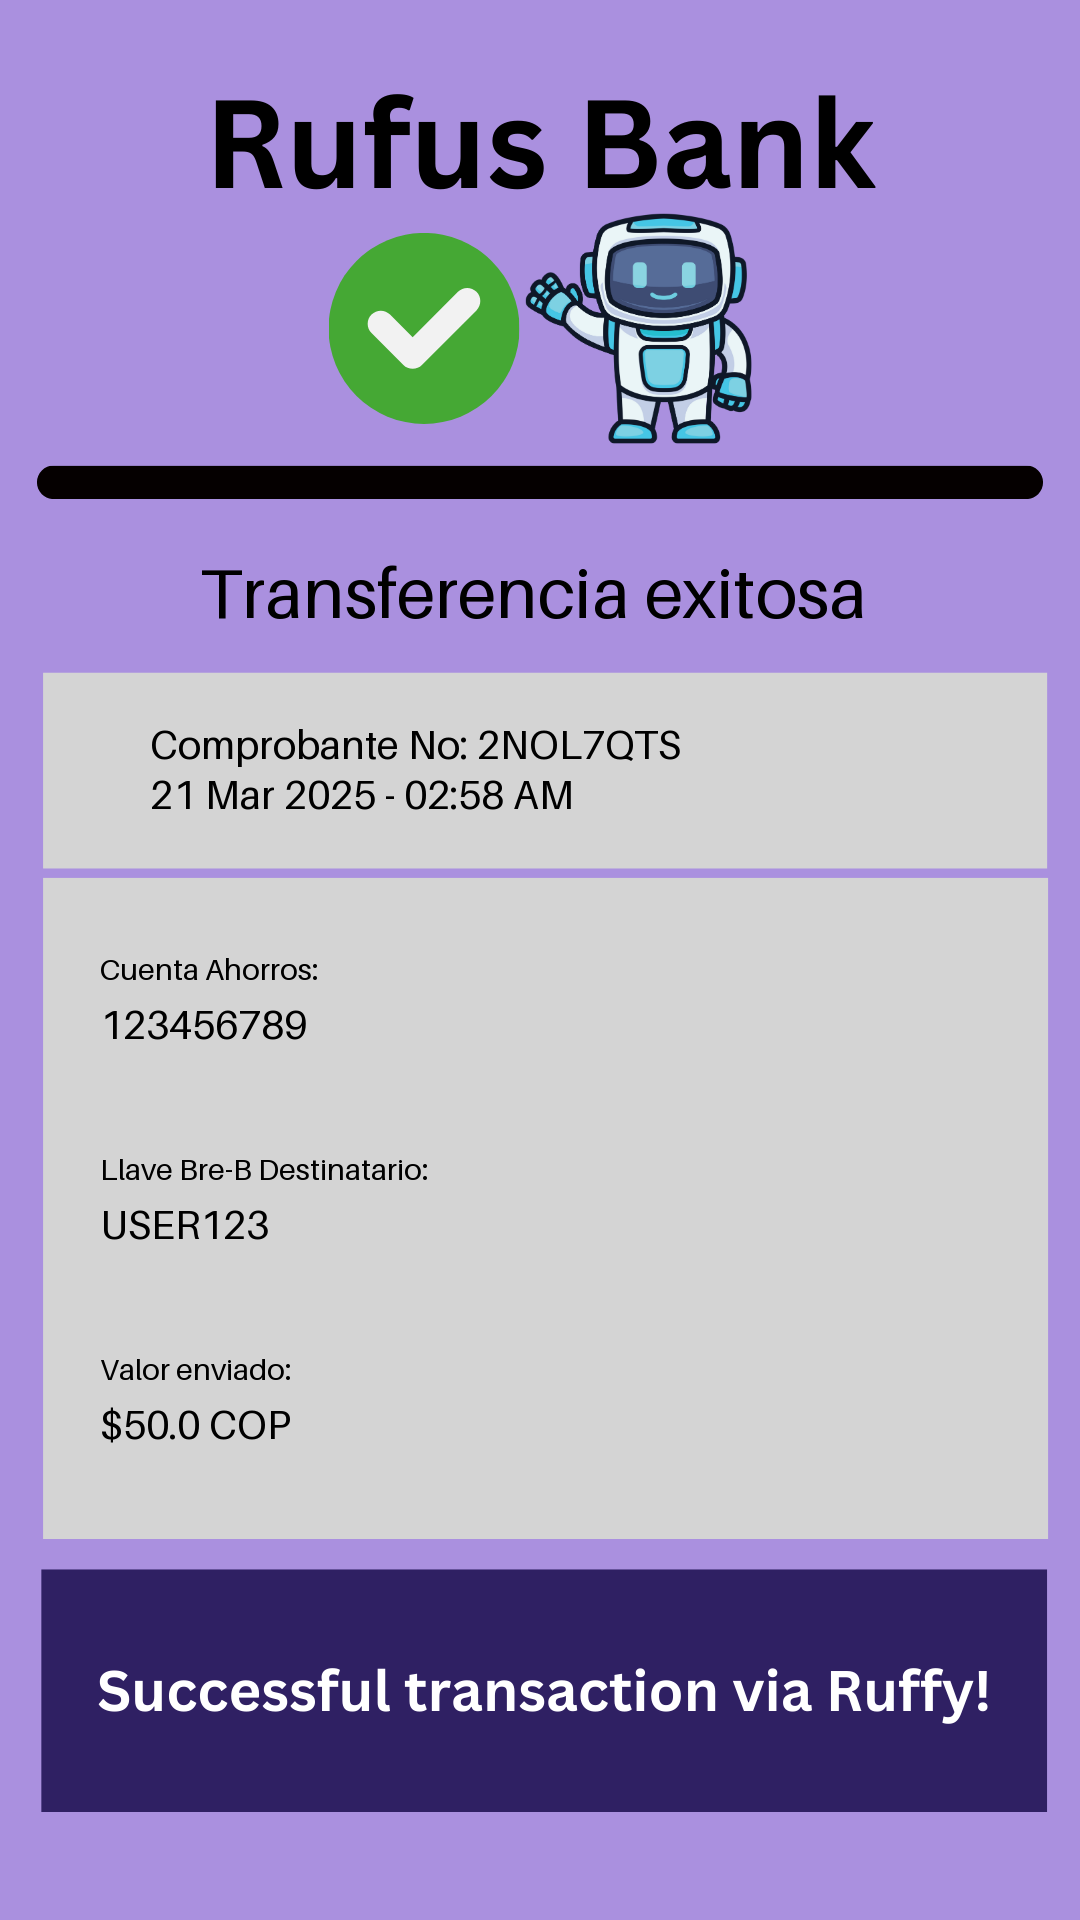 Rufus Bank
Transferencia exitosa
Comprobante No: 2NOL7QTS
21 Mar 2025 - 02:58 AM
Cuenta Ahorros:
123456789
Llave Bre-B Destinatario:
USER123
Valor enviado:
$50.0 COP
Successful transaction via Ruffy!